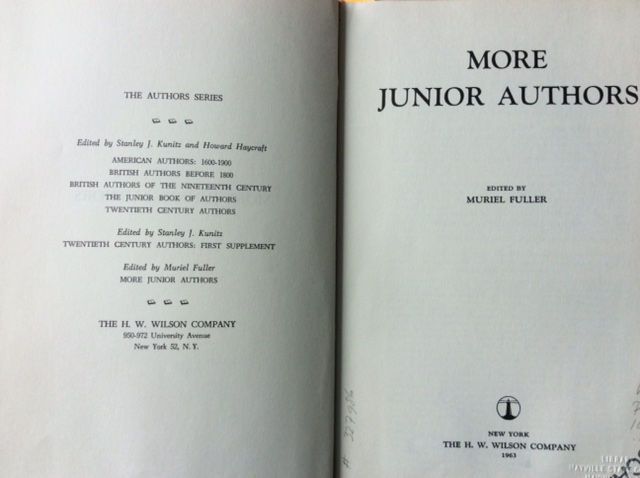 THE AUTHORS SERIES
Edited by Stanley J. Kunitz and Howard Haycraft
AMERICAN AUTHORS: 1600-1900
BRITISH AUTHORS BEFORE 1800
BRITISH AUTHORS OF THE NINETEENTH CENTURY
THE JUNIOR BOOK OF AUTHORS
TWENTIETH CENTURY AUTHORS
Edited by Stanley J. Kunitz
TWENTIETH CENTURY AUTHORS: FIRST SUPPLEMENT
Edited by Muriel Fuller
MORE JUNIOR AUTHORS
THE H. W. WILSON COMPANY
950-972 University Avenue
New York 52, N. Y.
MORE
JUNIOR AUTHORS
EDITED BY
MURIEL FULLER
NEW YORK
THE H. W. WILSON COMPANY
1963